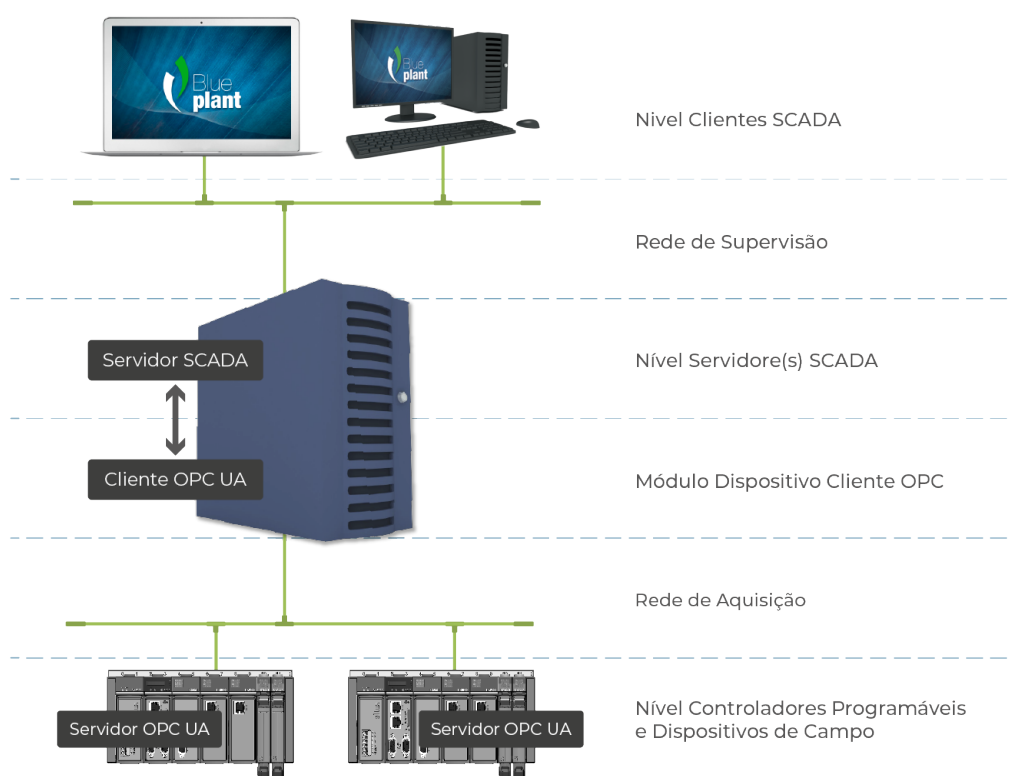 Blue
plant
Blue
plant
Nivel Clientes SCADA
Rede de Supervisão
Servidor SCADA
Nível Servidore(s) SCADA
Cliente OPC UA
Módulo Dispositivo Cliente OPC
Rede de Aquisição
Servidor OPC UA
Servidor OPC UA
Nível Controladores Programáveis
e Dispositivos de Campo